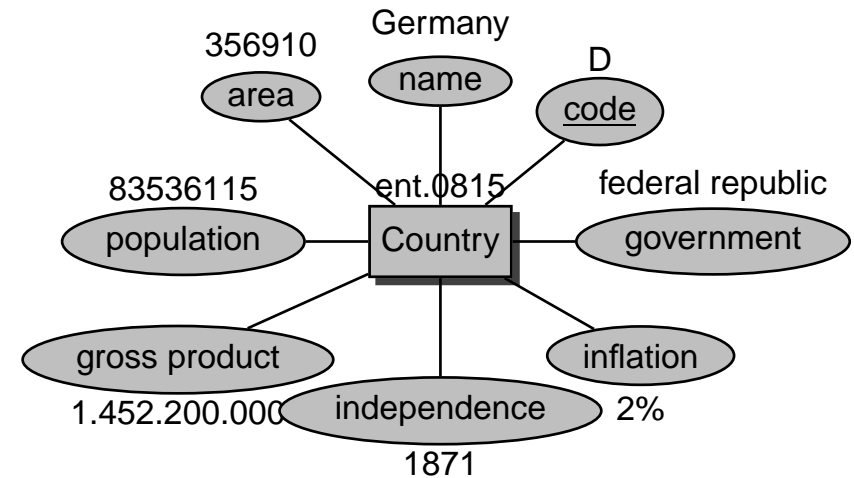 Germany
356910
D
name
area
code
83536115
ent.0815
federal republic
population
Country
government
gross product
inflation
1.452.200.000
independence
2%
1871